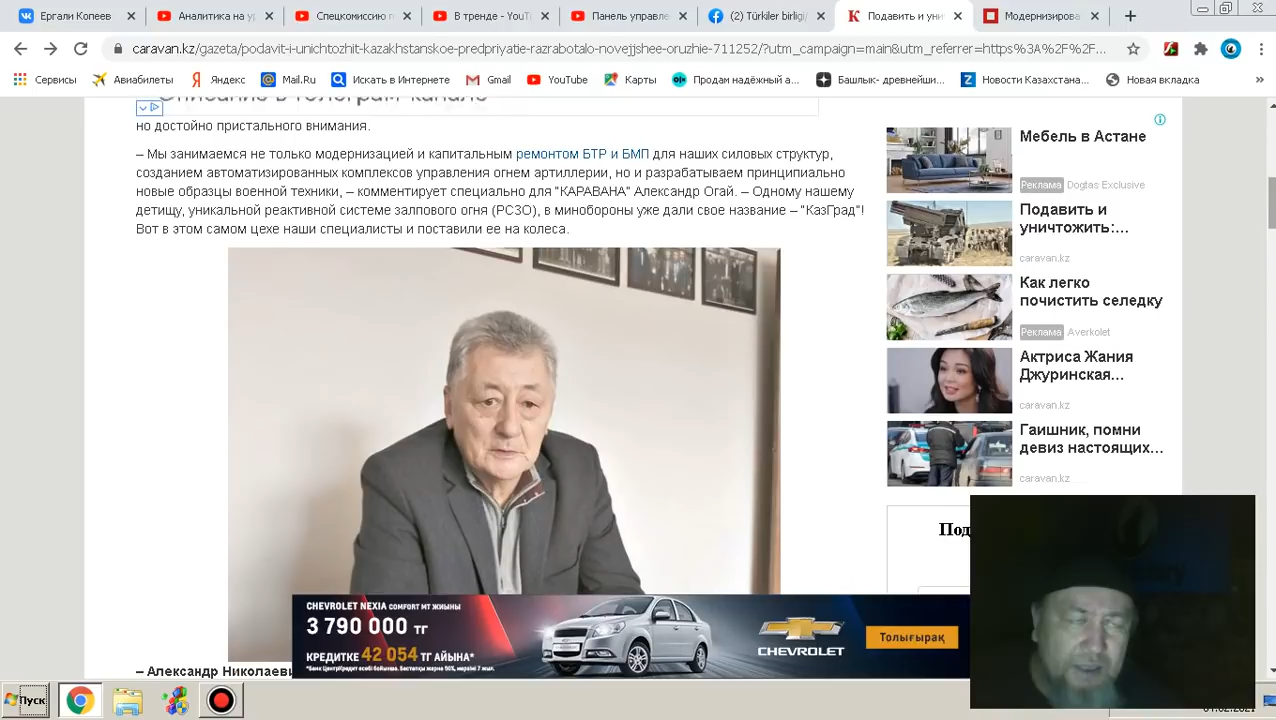 Ергали Копеев
Аналитика на ур
Спецкомиссию п
В тренде - YouTu
Панель управле
(2) Türkiler birligi/
Подавить и уни
Модернизирова
caravan.kz/gazeta/podavit-i-unichtozhit-kazakhstanskoe-predpriyatie-razrabotalo-novejjshee-oruzhie-711252/?utm_campaign=main&utm_referrer=https%3A%2F%2F...
Сервисы
Авиабилеты
Яндекс
Mail.Ru
Искать в Интернете
Gmail
YouTube
Карты
Продам надёжный а...
Башлык- древнейши...
Новости Казахстана...
Новая вкладка
но достойно пристального внимания.
– Мы занимаемся не только модернизацией и капитальным ремонтом БТР и БМП для наших силовых структур,
созданием автоматизированных комплексов управления огнем артиллерии, но и разрабатываем принципиально
новые образцы военной техники, – комментирует специально для "КАРАВАНА" Александр Огай. – Одному нашему
детищу, уникальной реактивной системе залпового огня (РСЗО), в минобороны уже дали свое название – "КазГрад"!
Вот в этом самом цехе наши специалисты и поставили ее на колеса.
– Александр Николаеви
Мебель в Астане
Реклама Dogtas Exclusive
Подавить и
уничтожить:...
caravan.kz
Как легко
почистить селедку
Реклама Averkolet
Актриса Жания
Джуринская...
caravan.kz
Гаишник, помни
девиз настоящих...
caravan.kz
CHEVROLET NEXIA COMFORT MT ЖИЫНЫ
3 790 000 ТГ
КРЕДИТКЕ 42 054 ТГ АЙЫНА*
CHEVROLET
Толығырақ
Пуск